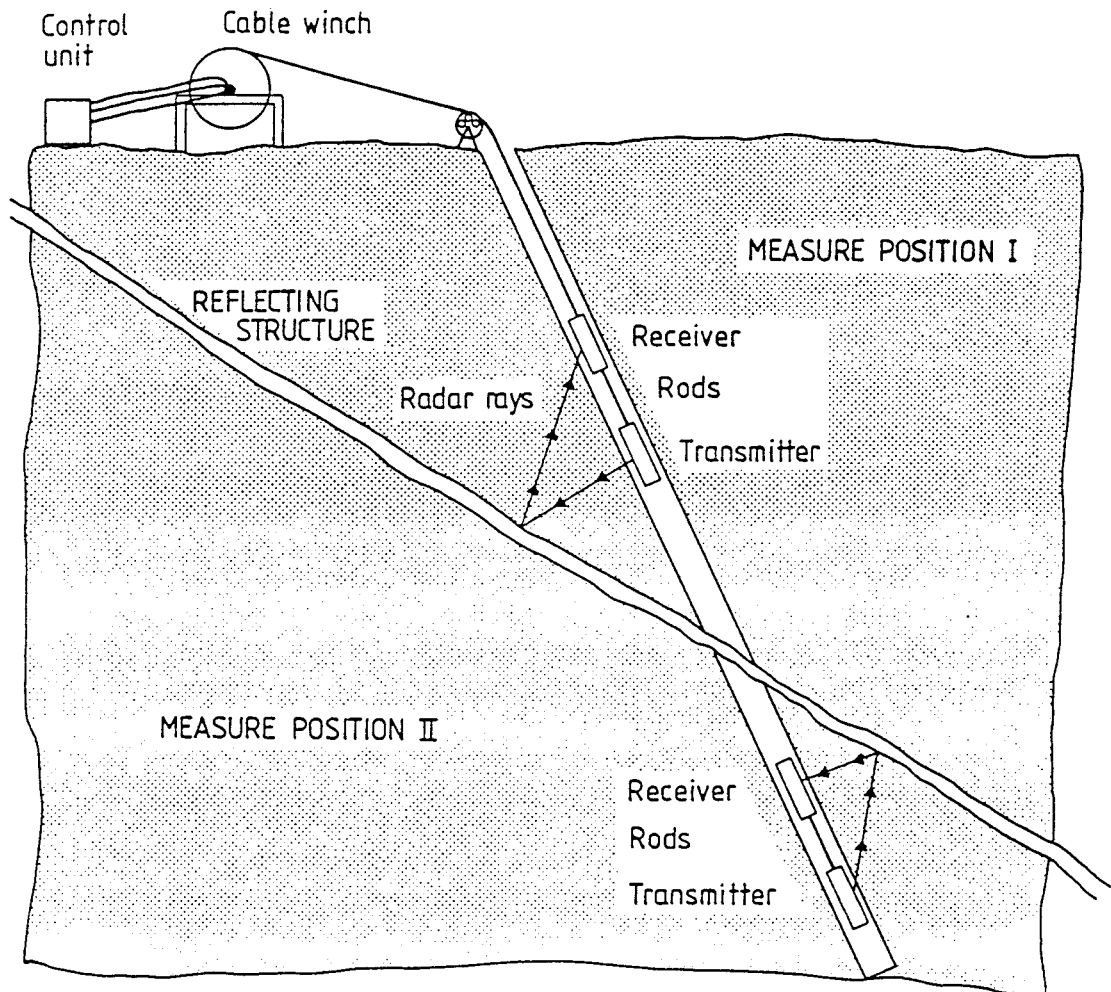 Control
unit
Cable winch
MEASURE POSITION I
REFLECTING
STRUCTURE
Receiver
Rods
Radar rays
Transmitter
MEASURE POSITION II
Receiver
Rods
Transmitter